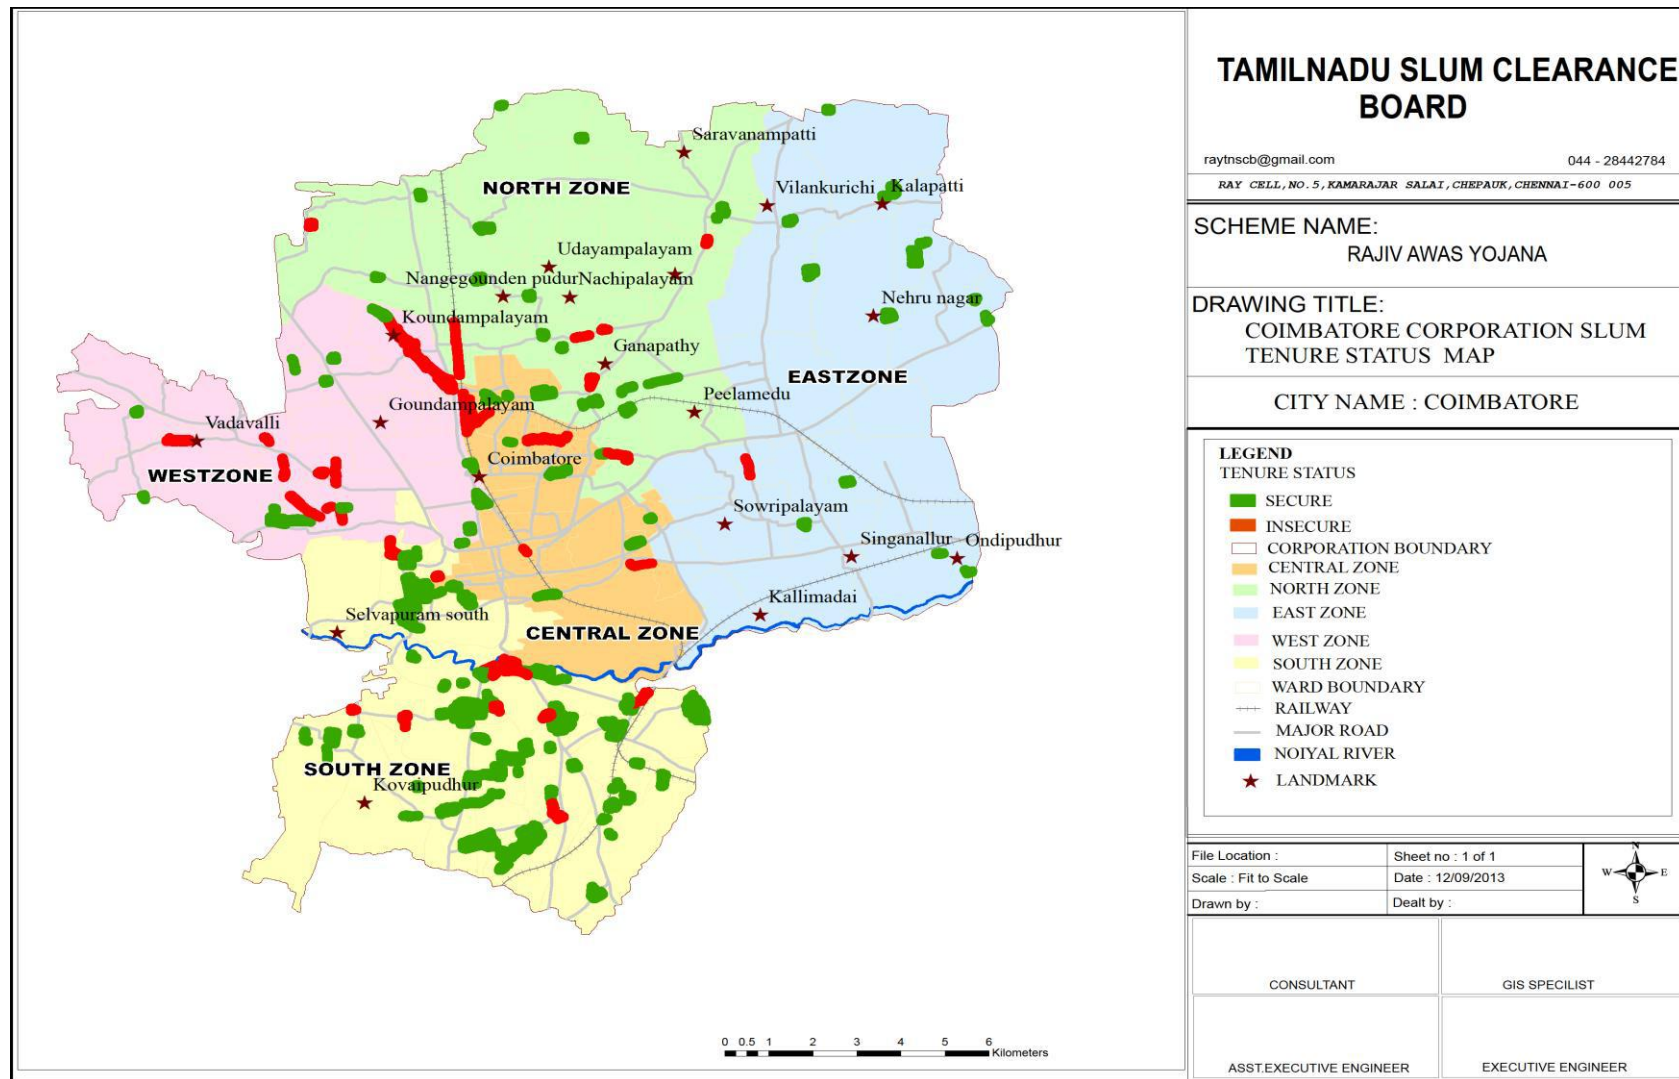 Saravanampatti
NORTH ZONE
Vilankurichi
Kalapatti
Udayampalayam
Nangegounden pudur
Nachipalayam
Nehru nagar
Koundampalayam
Ganapathy
EASTZONE
Peelamedu
Goundampalayam
Vadavalli
WESTZONE
Coimbatore
Sowripalayam
Singanallur
Ondipudhur
Kallimadai
Selvapuram south
CENTRAL ZONE
SOUTH ZONE
Kovaipudhur
0 0.5 1 2 3 4 5 6
Kilometers
TAMILNADU SLUM CLEARANCE
BOARD
raytnscb@gmail.com 044 - 28442784
RAY CELL,NO.5,KAMARAJAR SALAI,CHEPAUK,CHENNAI-600 005
SCHEME NAME:
RAJIV AWAS YOJANA
DRAWING TITLE:
COIMBATORE CORPORATION SLUM
TENURE STATUS MAP
CITY NAME : COIMBATORE
LEGEND
TENURE STATUS
SECURE
INSECURE
CORPORATION BOUNDARY
CENTRAL ZONE
NORTH ZONE
EAST ZONE
WEST ZONE
SOUTH ZONE
WARD BOUNDARY
RAILWAY
MAJOR ROAD
NOIYAL RIVER
LANDMARK
File Location : Sheet no : 1 of 1
Scale : Fit to Scale Date : 12/09/2013
Drawn by : Dealt by :
N
W E
S
CONSULTANT GIS SPECILIST
ASST.EXECUTIVE ENGINEER EXECUTIVE ENGINEER